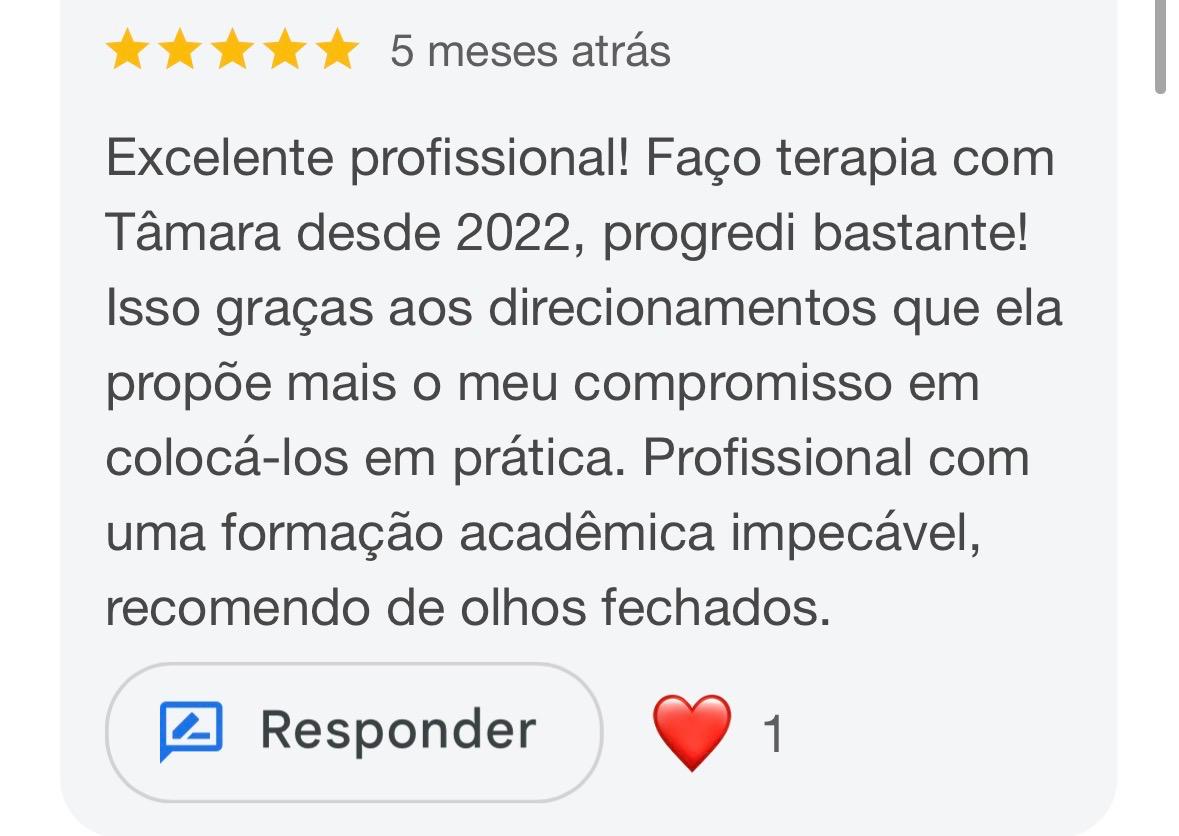 5 meses atrás
Excelente profissional! Faço terapia com
Tâmara desde 2022, progredi bastante!
Isso graças aos direcionamentos que ela
propõe mais o meu compromisso em
colocá-los em prática. Profissional com
uma formação acadêmica impecável,
recomendo de olhos fechados.
Responder 1